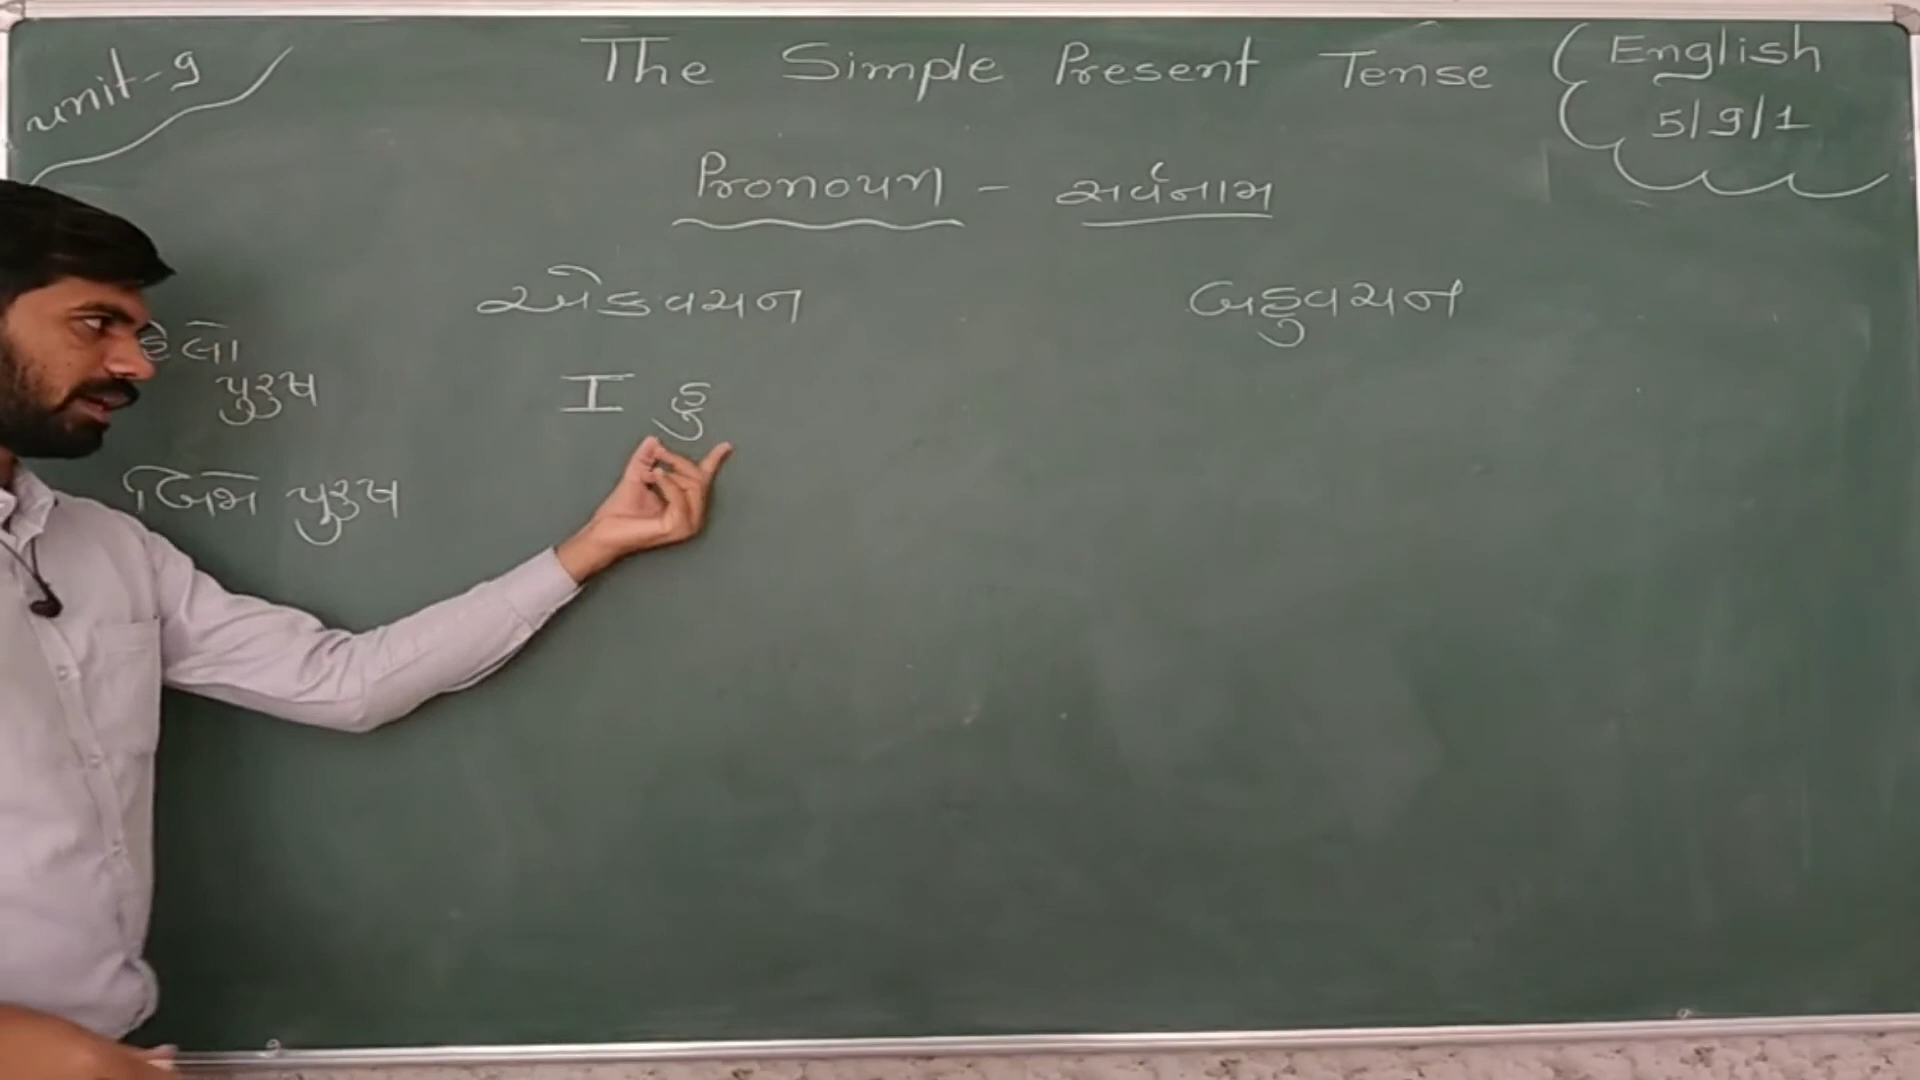 unit-9
The Simple Present Tense
English
5/9/1
Pronoun - સર્વનામ
એકવચન
બહુવચન
હેલો
પુરુષ
I હુ
બિજો પુરુષ